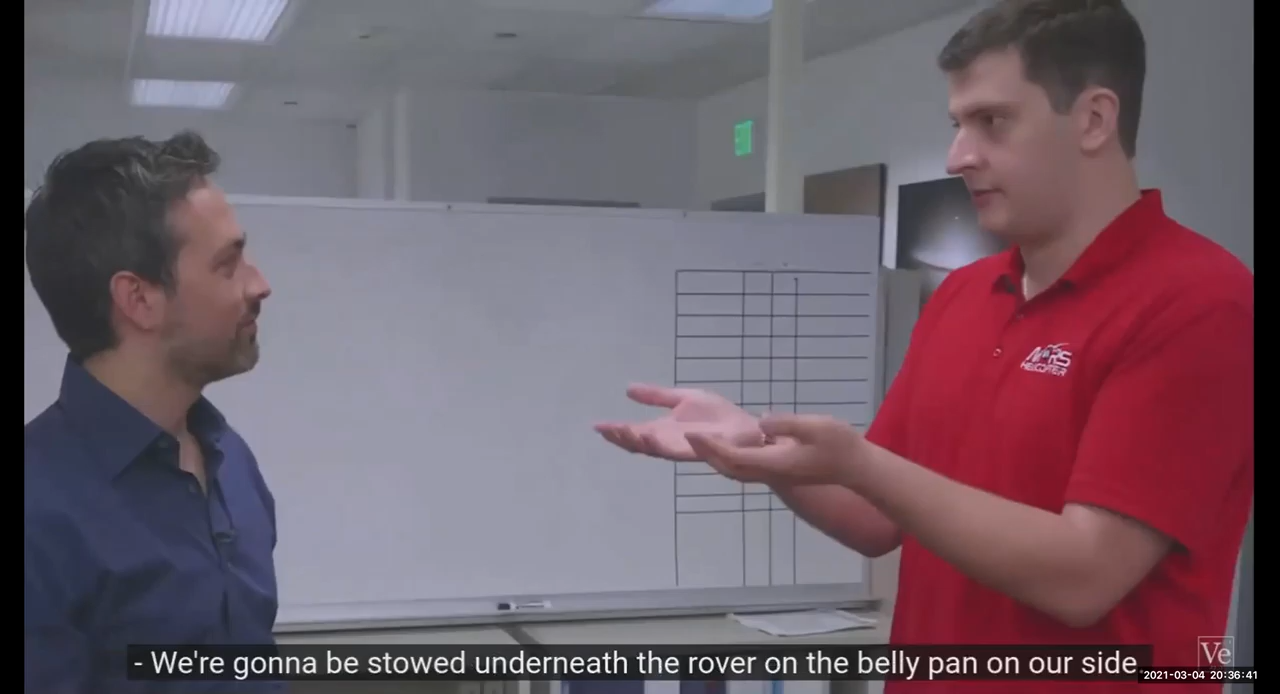 MARS
HELICOPTER
- We're gonna be stowed underneath the rover on the belly pan on our side,
Ve
2021-03-04 20:36:41